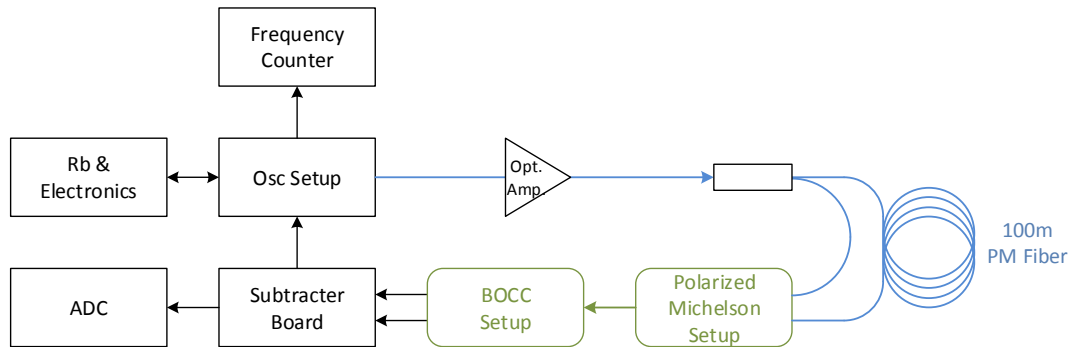 Frequency
Counter
Rb &
Electronics
Osc Setup
Opt.
Amp.
100m
PM Fiber
ADC
Subtracter
Board
BOCC
Setup
Polarized
Michelson
Setup